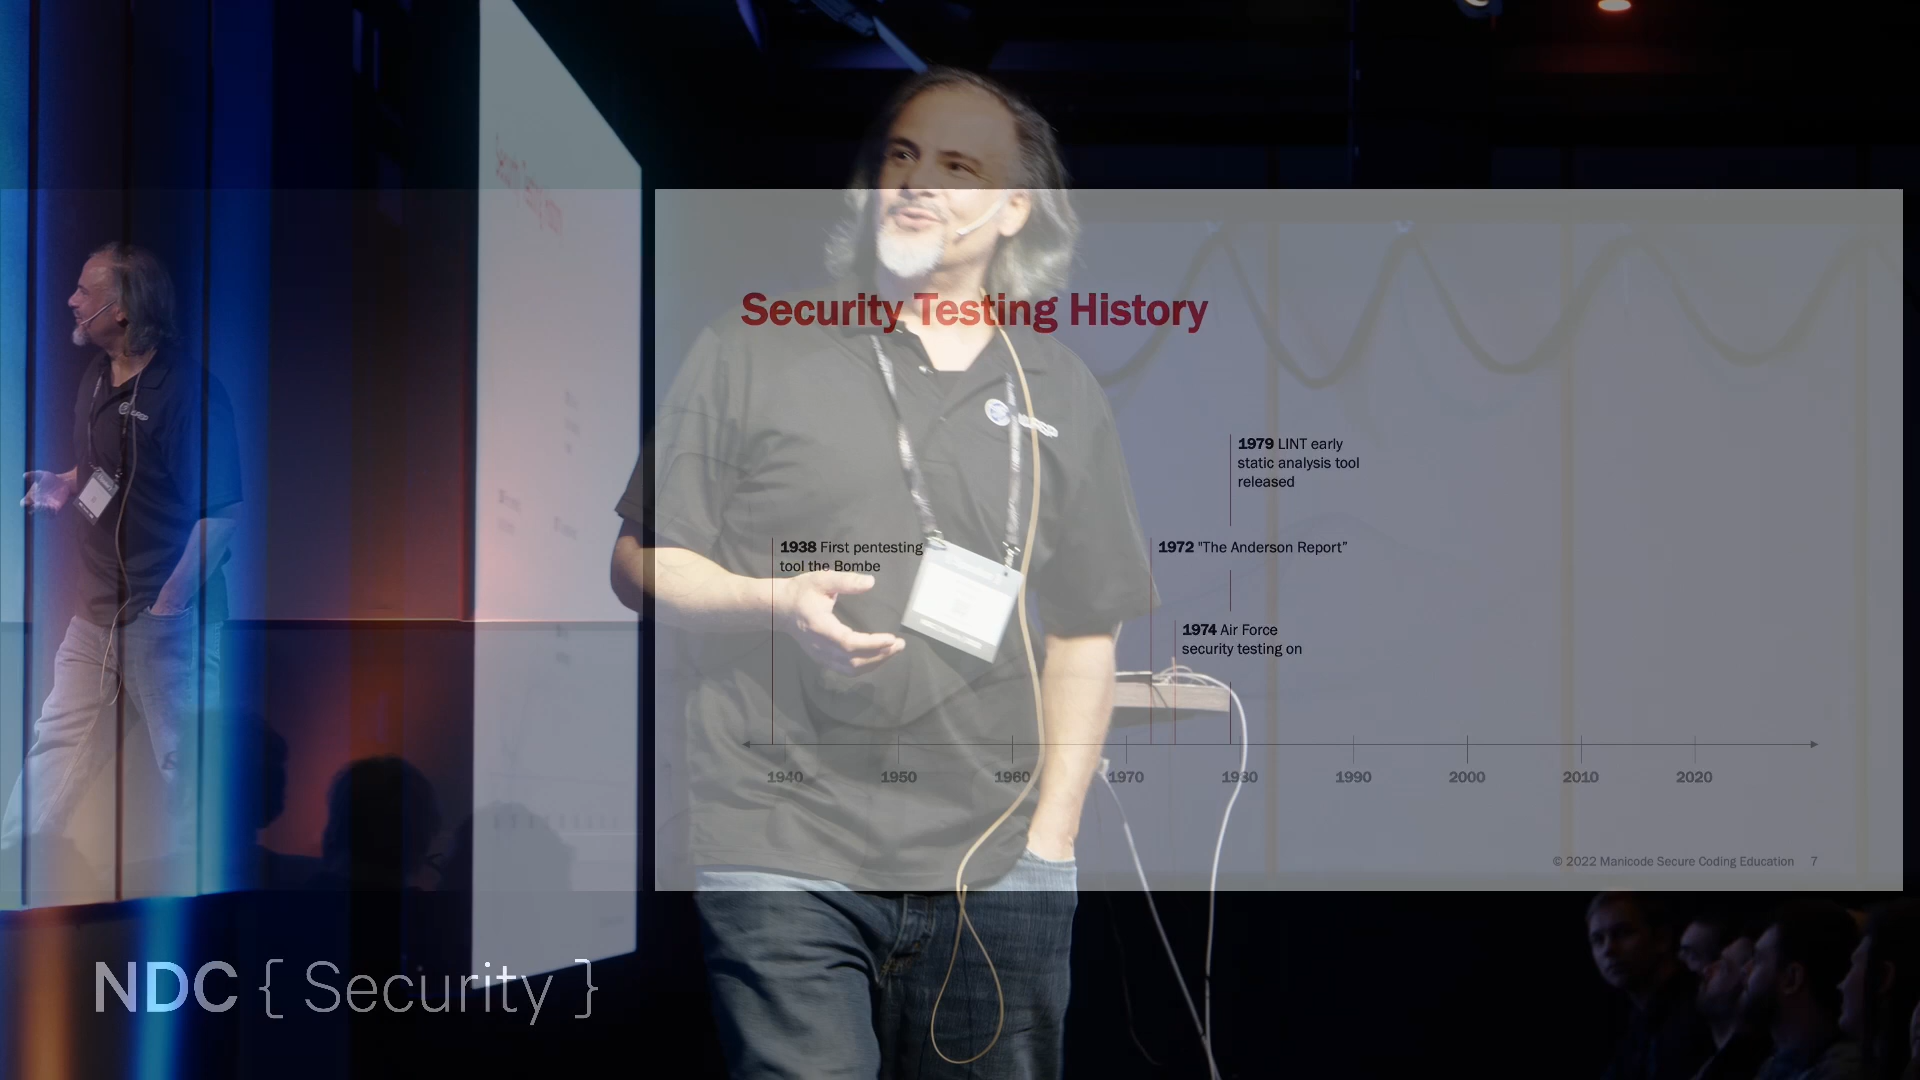 Security Testing History
1979 LINT early
static analysis tool
released
1938 First pentesting
tool the Bombe
1972 "The Anderson Report”
1974 Air Force
security testing on
1940 1950 1960 1970 1980 1990 2000 2010 2020
© 2022 Manicode Secure Coding Education 7
NDC { Security }